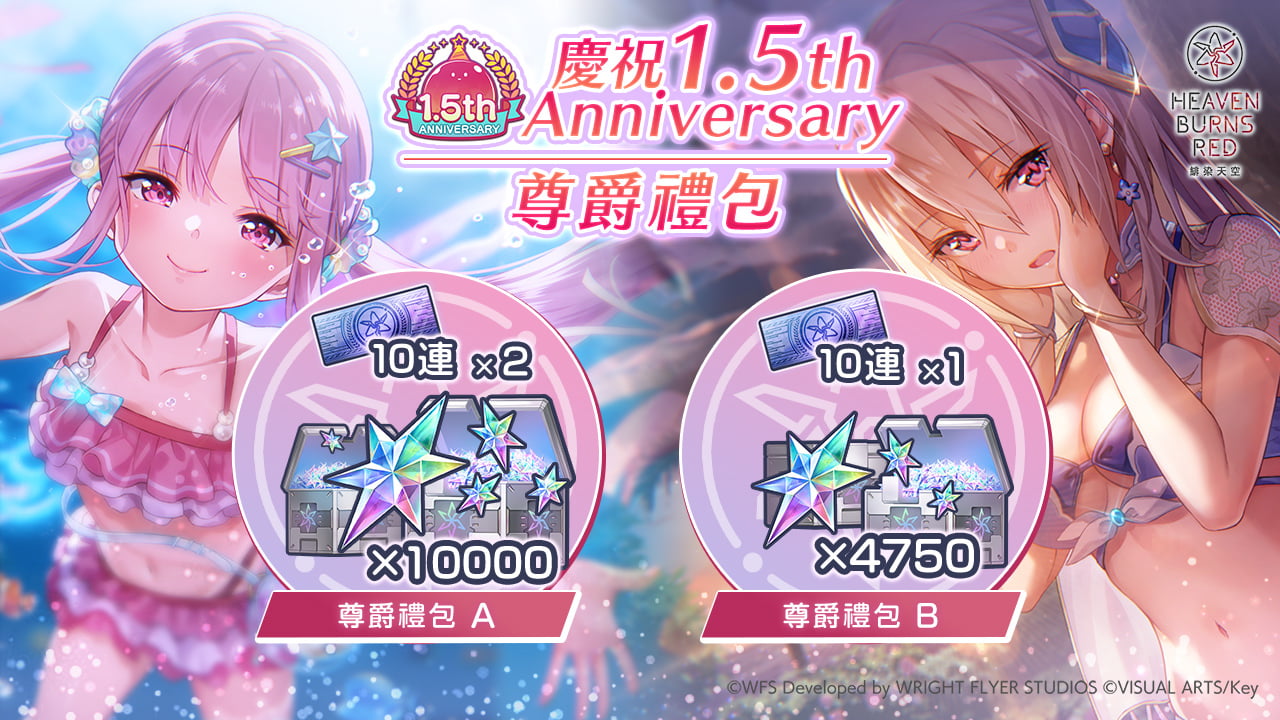 1.5th
ANNIVERSARY
慶祝1.5th
Anniversary
尊爵禮包
HEAVEN
BURNS
RED
緋染天空
10連 ×2
×10000
尊爵禮包 A
10連 ×1
×4750
尊爵禮包 B
©WFS Developed by WRIGHT FLYER STUDIOS ©VISUAL ARTS/Key